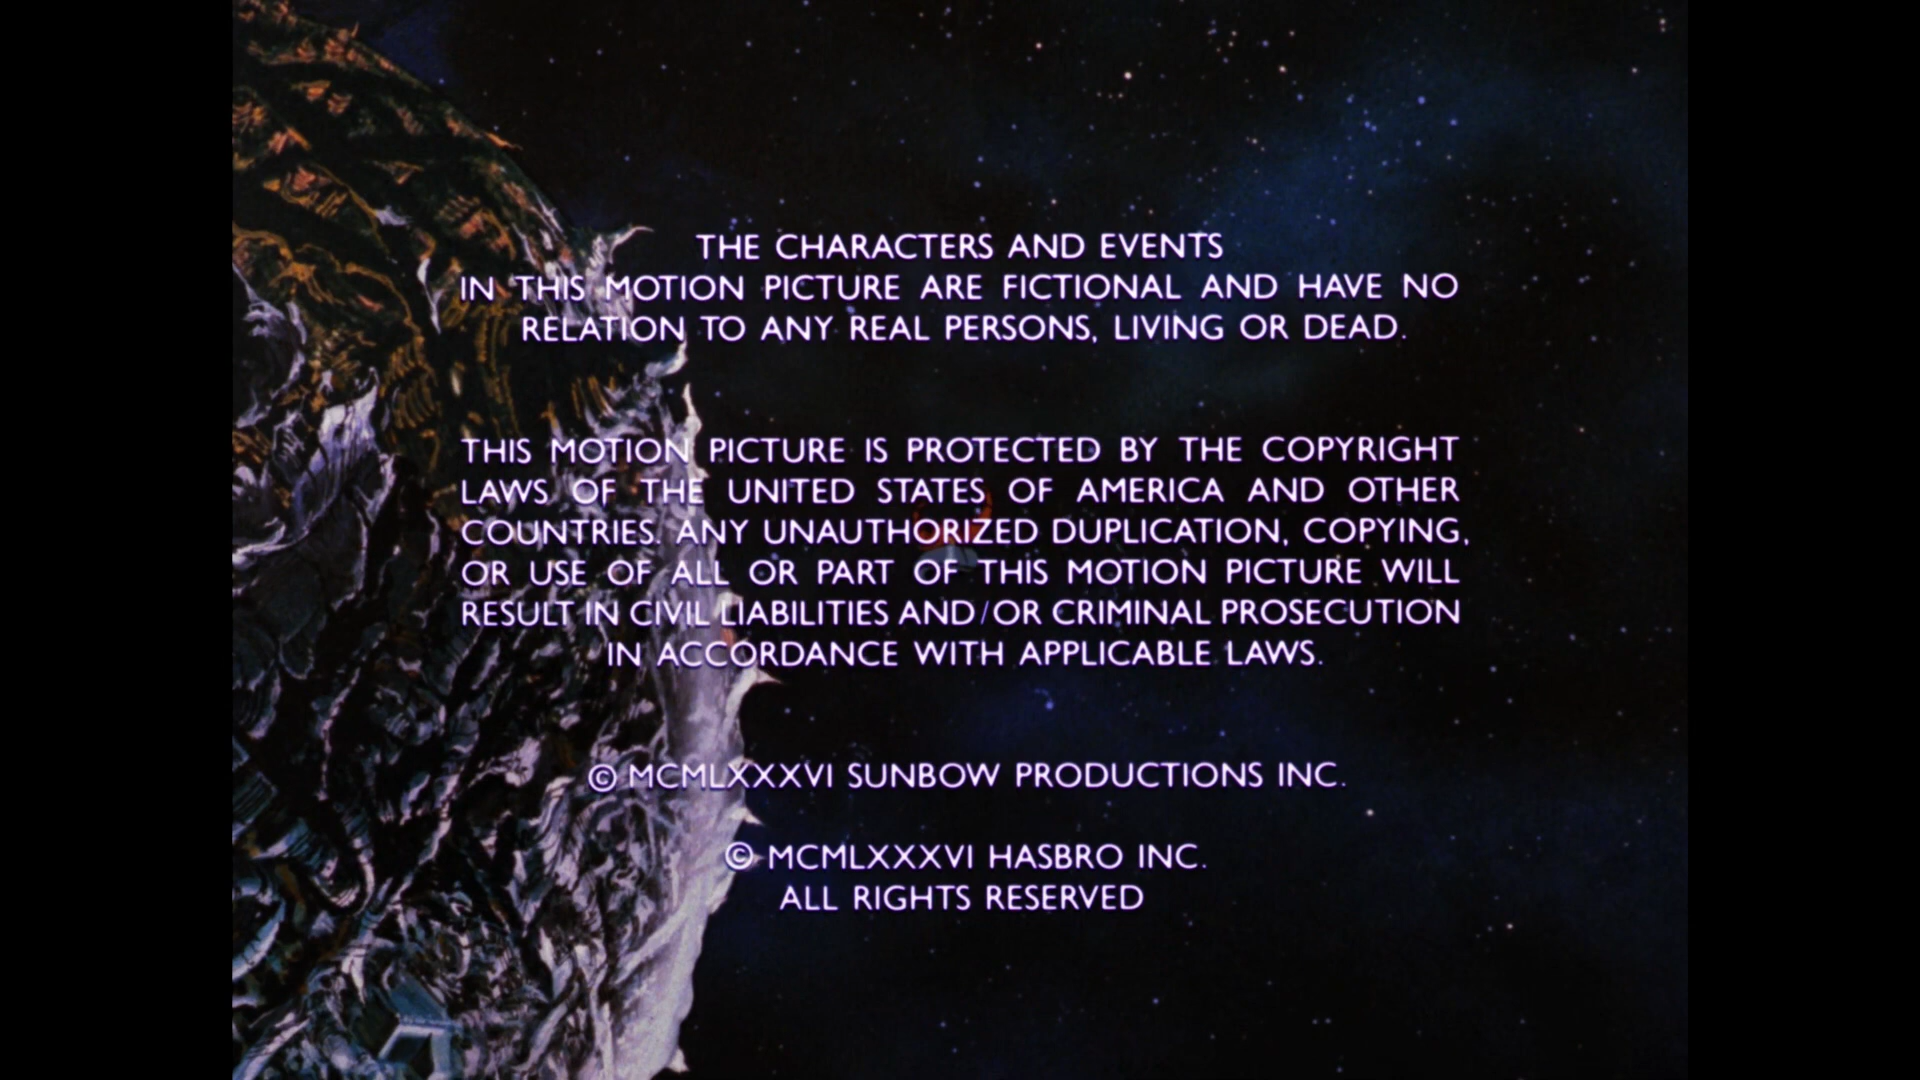 THE CHARACTERS AND EVENTS
IN THIS MOTION PICTURE ARE FICTIONAL AND HAVE NO
RELATION TO ANY REAL PERSONS, LIVING OR DEAD.
THIS MOTION PICTURE IS PROTECTED BY THE COPYRIGHT
LAWS OF THE UNITED STATES OF AMERICA AND OTHER
COUNTRIES. ANY UNAUTHORIZED DUPLICATION, COPYING,
OR USE OF ALL OR PART OF THIS MOTION PICTURE WILL
RESULT IN CIVIL LIABILITIES AND/OR CRIMINAL PROSECUTION
IN ACCORDANCE WITH APPLICABLE LAWS.
© MCMLXXXVI SUNBOW PRODUCTIONS INC.
© MCMLXXXVI HASBRO INC.
ALL RIGHTS RESERVED